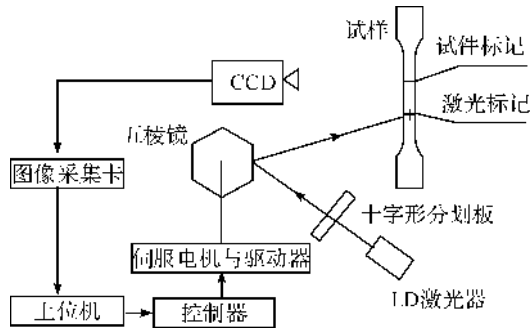 试样
试件标记
CCD
激光标记
五棱镜
图像采集卡
十字形分划板
伺服电机与驱动器
LD激光器
上位机
控制器